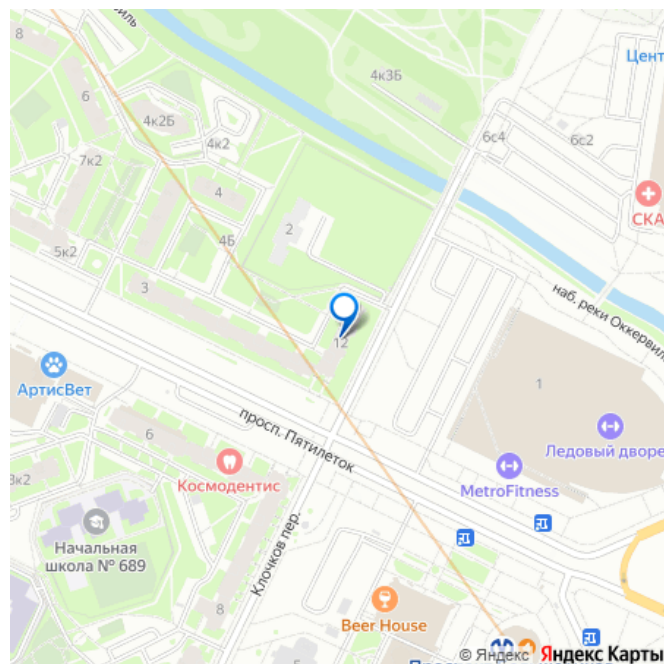 8
6
4к2Б
4к2
7к2
4
4Б
2
5к2
3
12
4к3Б
6с4
6с2
Цент
СКА
наб. реки Оккервиль
1
Ледовый дворе
MetroFitness
АртисВет
просп. Пятилеток
6
Космодентис
Начальная
школа № 689
Клочков пер.
8
Beer House
5
© Яндекс Яндекс Карты